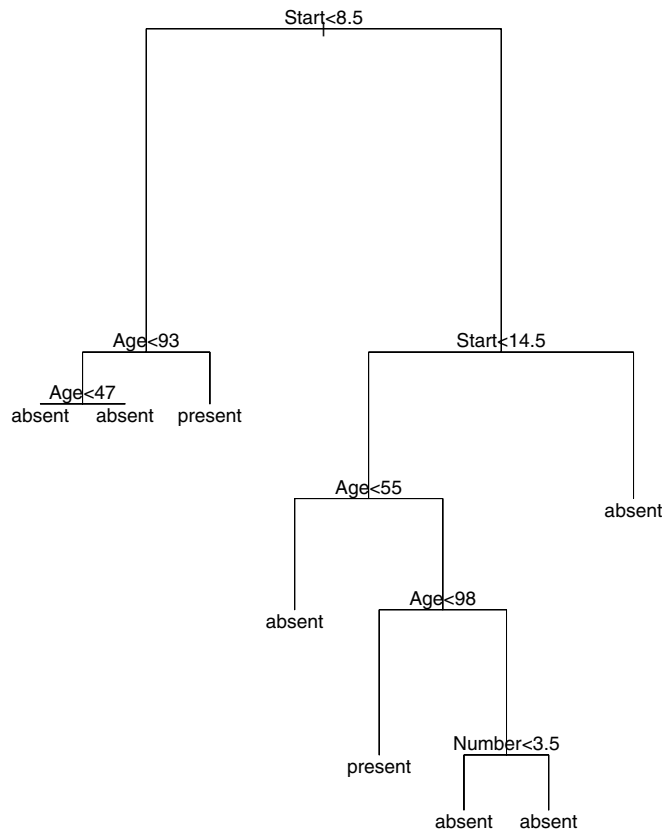 Start<8.5
Age<93
Start<14.5
Age<47
absent
absent
present
Age<55
absent
Age<98
absent
Number<3.5
present
absent
absent